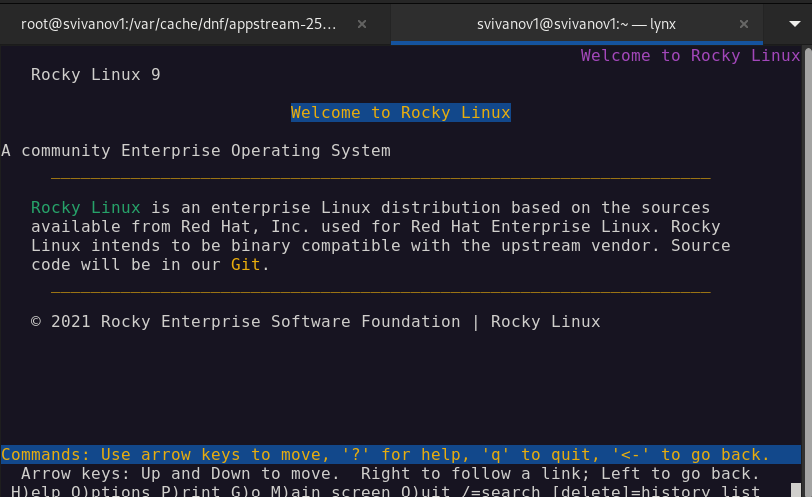 root@svivanov1:/var/cache/dnf/appstream-25... × svivanov1@svivanov1:~ — lynx ×
Welcome to Rocky Linux
Rocky Linux 9
Welcome to Rocky Linux
A community Enterprise Operating System
__________________________________________________________________
Rocky Linux is an enterprise Linux distribution based on the sources
available from Red Hat, Inc. used for Red Hat Enterprise Linux. Rocky
Linux intends to be binary compatible with the upstream vendor. Source
code will be in our Git.
__________________________________________________________________
© 2021 Rocky Enterprise Software Foundation | Rocky Linux
Commands: Use arrow keys to move, '?' for help, 'q' to quit, '<-' to go back.
Arrow keys: Up and Down to move.  Right to follow a link; Left to go back.
H)elp O)ptions P)rint G)o M)ain screen Q)uit /=search [delete]=history list